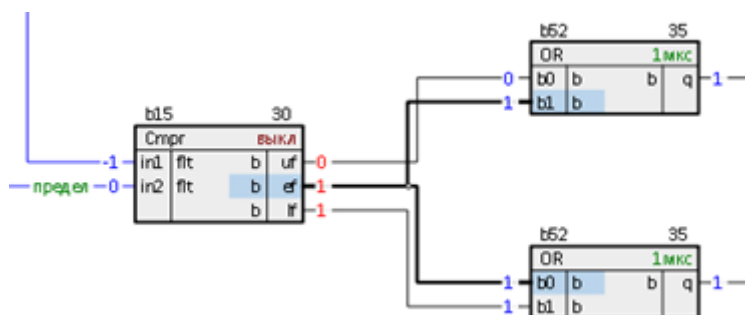 b52 35
OR 1мкс
0 b0 b b q 1
1 b1 b
b15 30
Cmpr выкл
-1 in1 flt b uf 0
предел 0 in2 flt b ef 1
b lf 1
b52 35
OR 1мкс
1 b0 b b q 1
1 b1 b